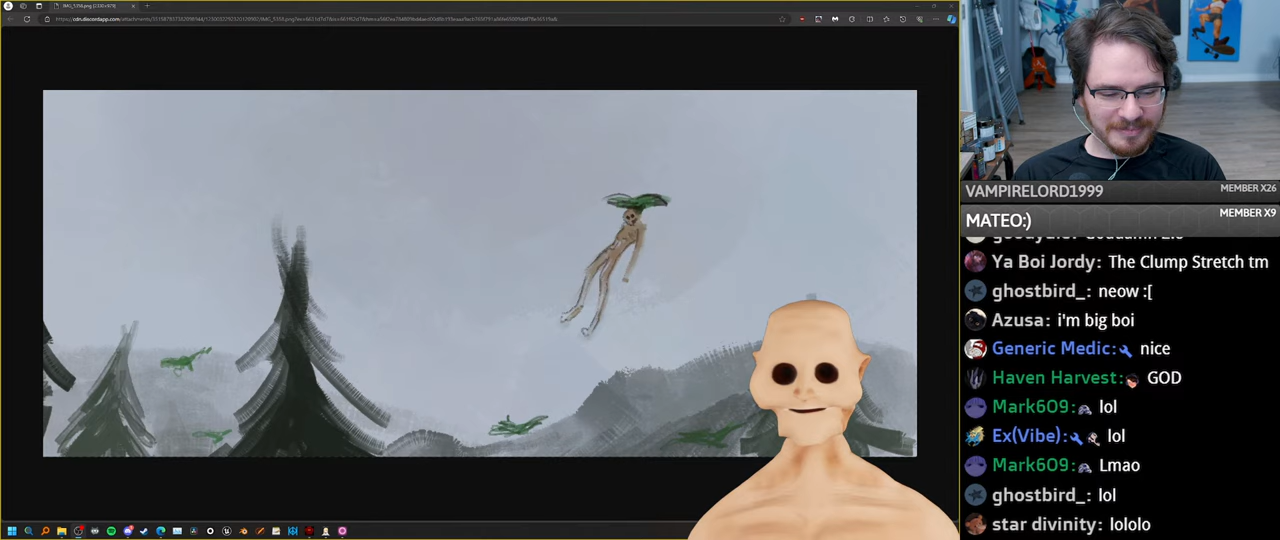 VAMPIRELORD1999 MEMBER X26
MATEO:) MEMBER X9
Ya Boi Jordy: The Clump Stretch tm
ghostbird_: neow :[
Azusa: i'm big boi
Generic Medic: nice
Haven Harvest: GOD
Mark609: lol
Ex(Vibe): lol
Mark609: Lmao
ghostbird_: lol
star divinity: lololo